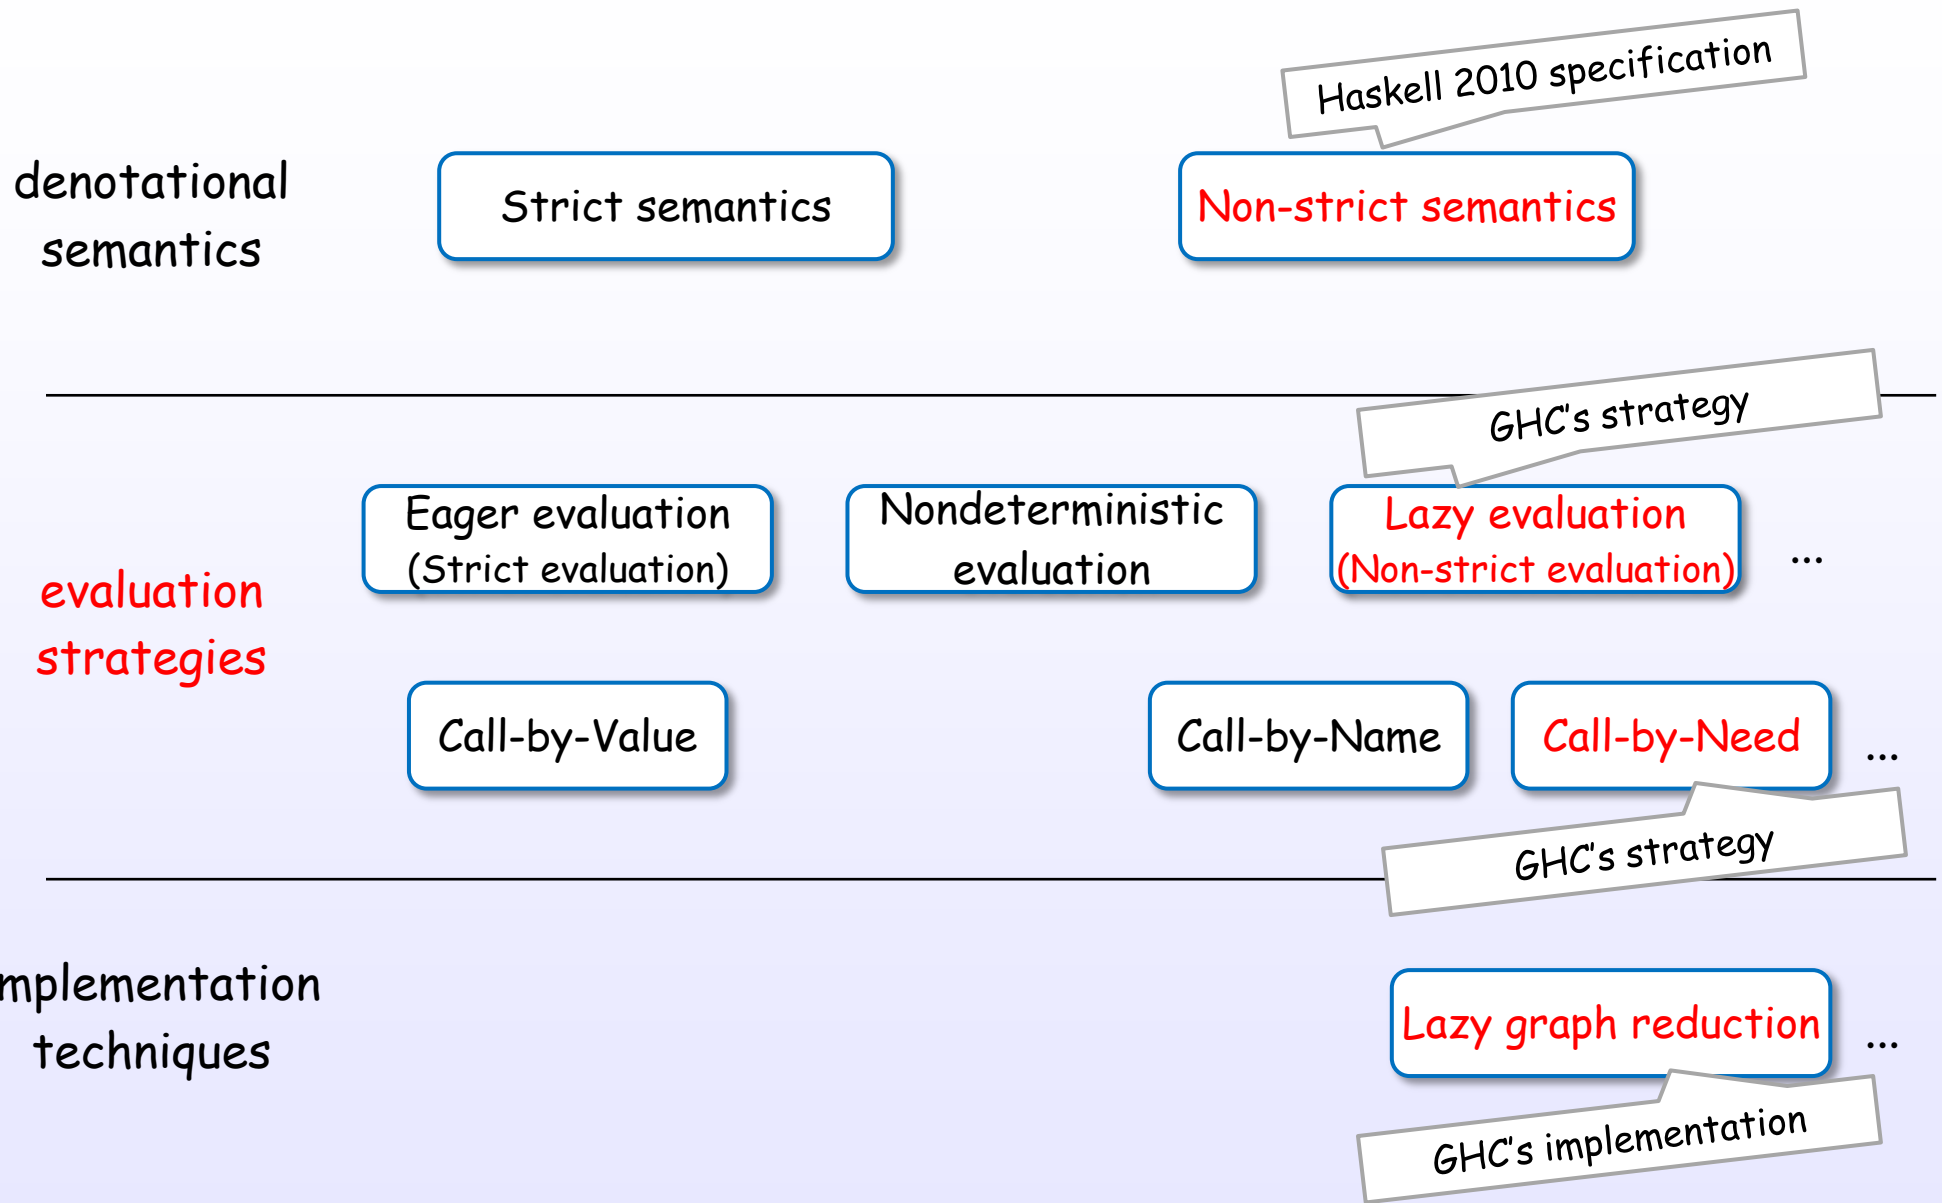 Haskell 2010 specification
denotational
semantics
Strict semantics
Non-strict semantics
GHC's strategy
evaluation
strategies
Eager evaluation
(Strict evaluation)
Nondeterministic
evaluation
Lazy evaluation
(Non-strict evaluation)
...
Call-by-Value
Call-by-Name
Call-by-Need
...
GHC's strategy
mplementation
techniques
Lazy graph reduction
...
GHC's implementation